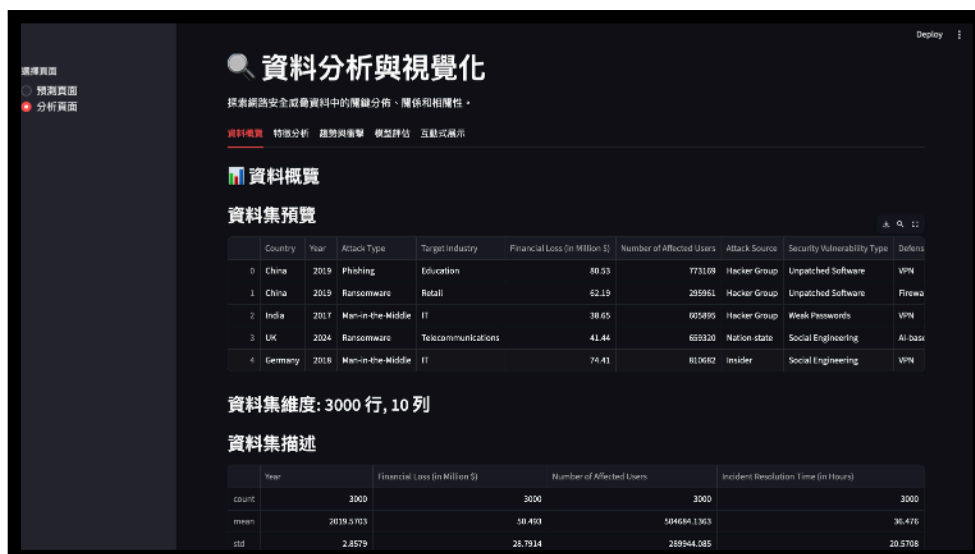 Deploy
選擇頁面
預測頁面
分析頁面
資料分析與視覺化
探索網路安全威脅資料中的關鍵分佈、關係和相關性。
資料概覽 特徵分析 趨勢與衝擊 模型評估 互動式展示
資料概覽
資料集預覽
Country Year Attack Type Target Industry Financial Loss (in Million $) Number of Affected Users Attack Source Security Vulnerability Type Defens
0 China 2019 Phishing Education 80.53 773169 Hacker Group Unpatched Software VPN
1 China 2019 Ransomware Retail 62.19 295961 Hacker Group Unpatched Software Firewa
2 India 2017 Man-in-the-Middle IT 38.65 605895 Hacker Group Weak Passwords VPN
3 UK 2024 Ransomware Telecommunications 41.44 659320 Nation-state Social Engineering AI-base
4 Germany 2018 Man-in-the-Middle IT 74.41 810682 Insider Social Engineering VPN
資料集維度: 3000 行, 10 列
資料集描述
Year Financial Loss (in Million $) Number of Affected Users Incident Resolution Time (in Hours)
count 3000 3000 3000 3000
mean 2019.5703 50.493 504684.1363 36.476
std 2.8579 28.7914 289944.085 20.5708